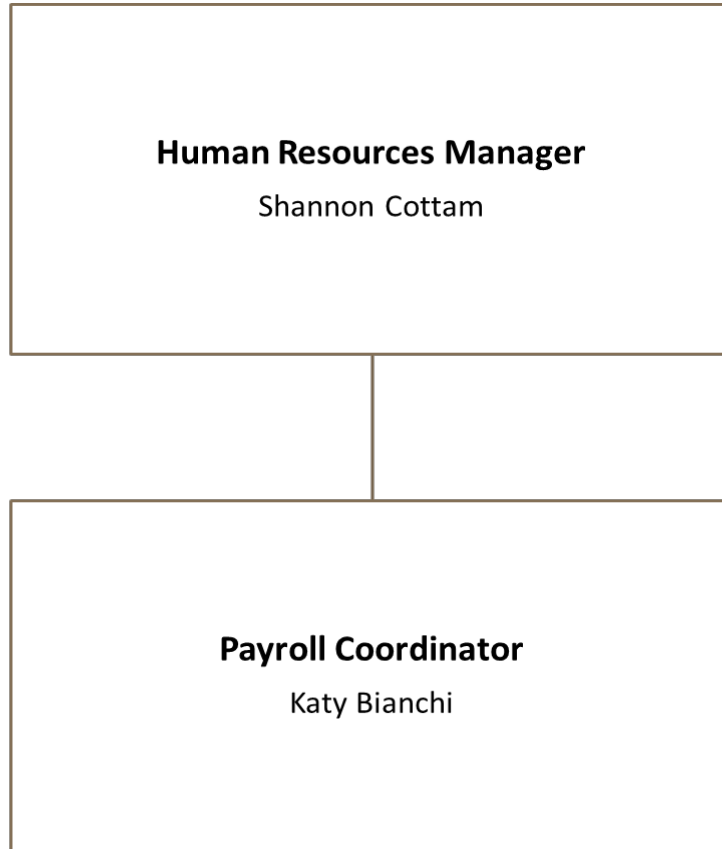 Human Resources Manager
Shannon Cottam
Payroll Coordinator
Katy Bianchi